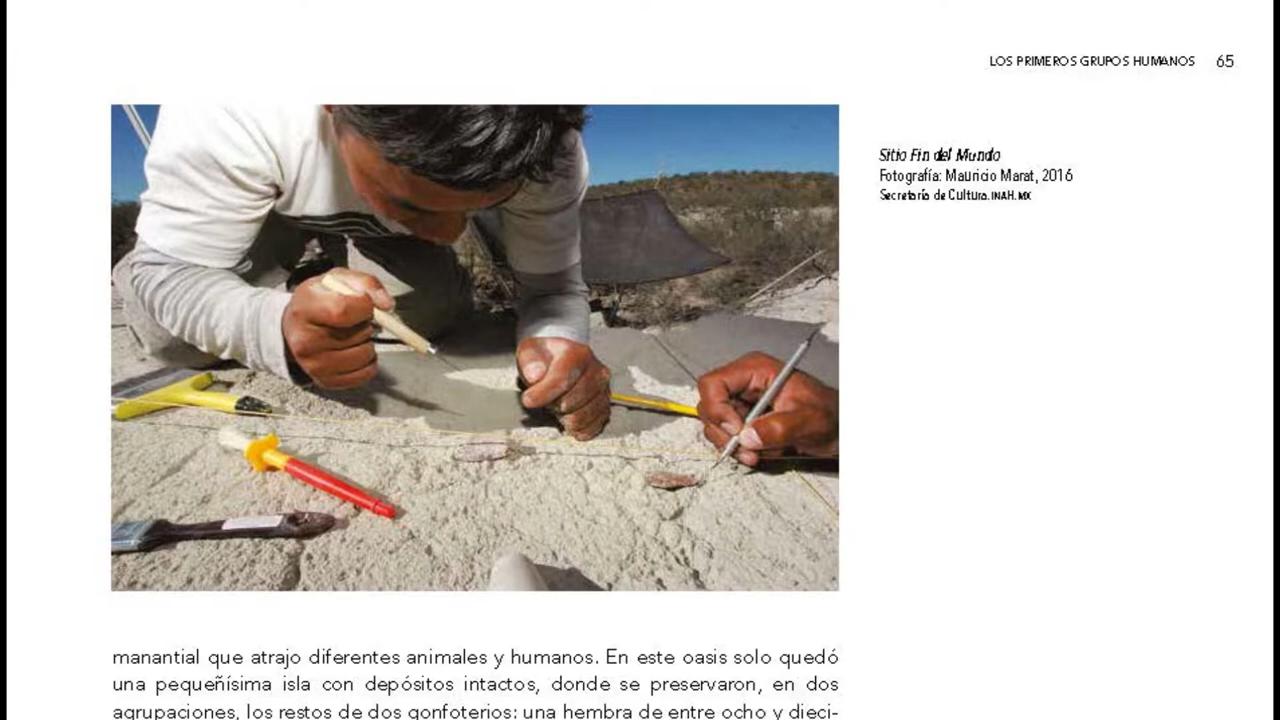 LOS PRIMEROS GRUPOS HUMANOS 65
Sitio Fin del Mundo
Fotografía: Mauricio Marat, 2016
Secretaría de Cultura.INAH.MX
manantial que atrajo diferentes animales y humanos. En este oasis solo quedó
una pequeñísima isla con depósitos intactos, donde se preservaron, en dos
agrupaciones, los restos de dos gonfoterios: una hembra de entre ocho y dieci-